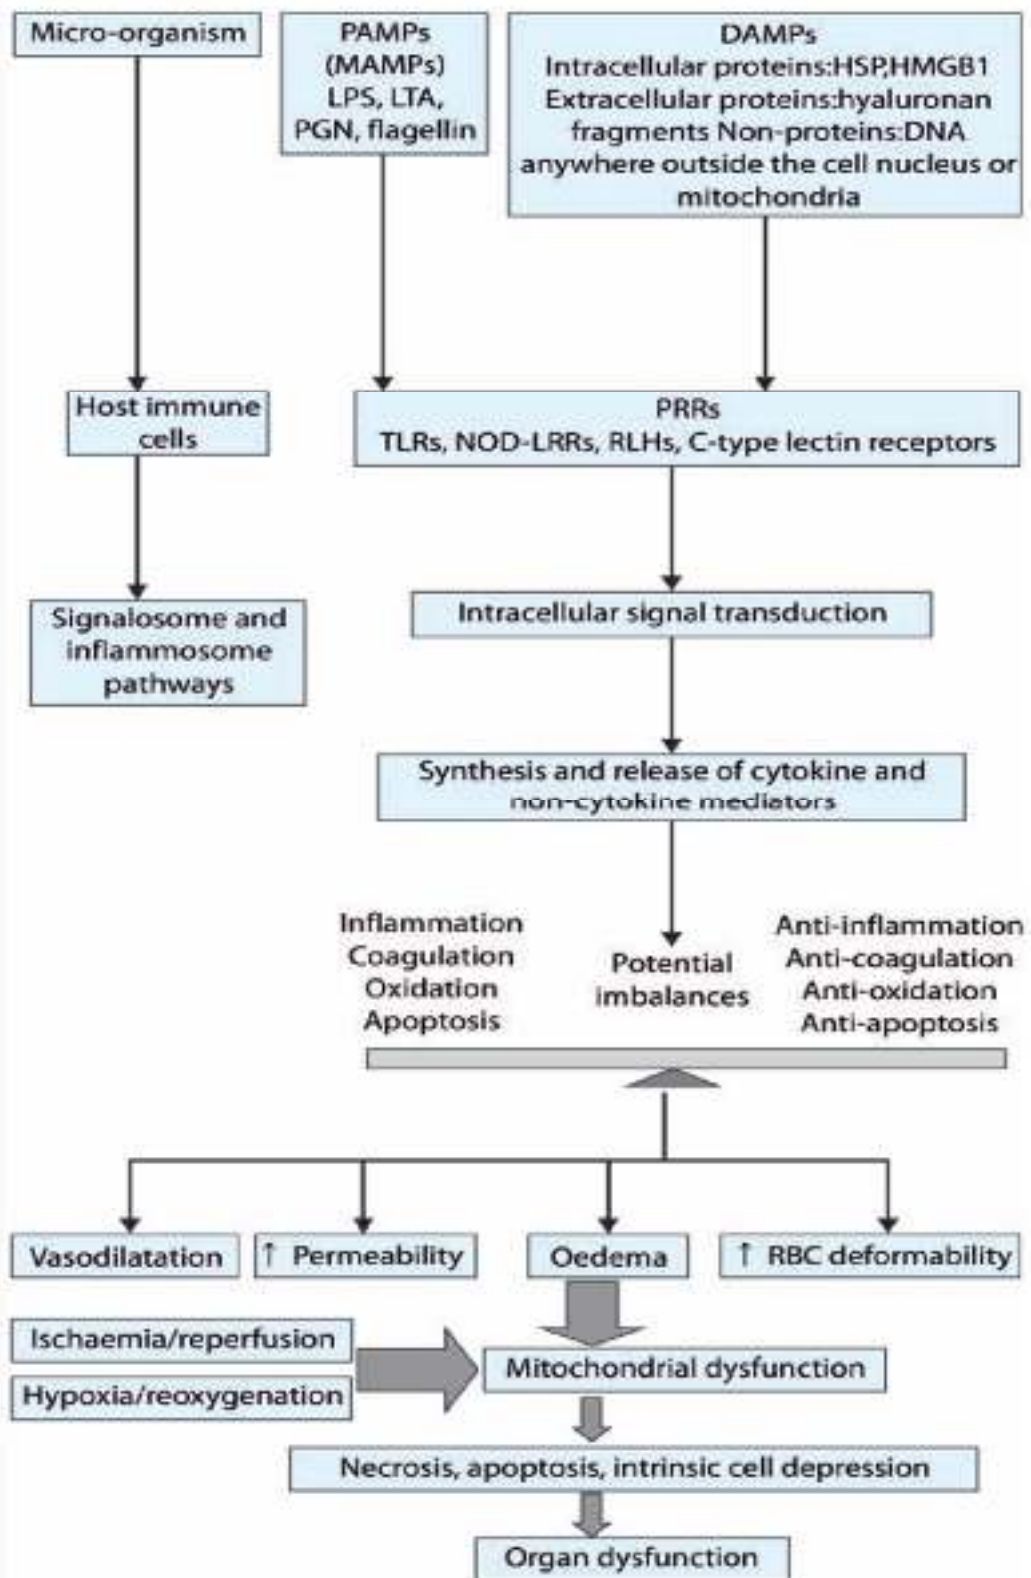 Micro-organism
PAMPs
(MAMPs)
LPS, LTA,
PGN, flagellin
DAMPs
Intracellular proteins:HSP,HMGB1
Extracellular proteins:hyaluronan
fragments Non-proteins:DNA
anywhere outside the cell nucleus or
mitochondria
Host immune
cells
PRRs
TLRs, NOD-LRRs, RLHs, C-type lectin receptors
Signalosome and
inflammosome
pathways
Intracellular signal transduction
Synthesis and release of cytokine and
non-cytokine mediators
Inflammation
Coagulation
Oxidation
Apoptosis
Potential
imbalances
Anti-inflammation
Anti-coagulation
Anti-oxidation
Anti-apoptosis
Vasodilatation
↑ Permeability
Oedema
↑ RBC deformability
Ischaemia/reperfusion
Hypoxia/reoxygenation
Mitochondrial dysfunction
Necrosis, apoptosis, intrinsic cell depression
Organ dysfunction